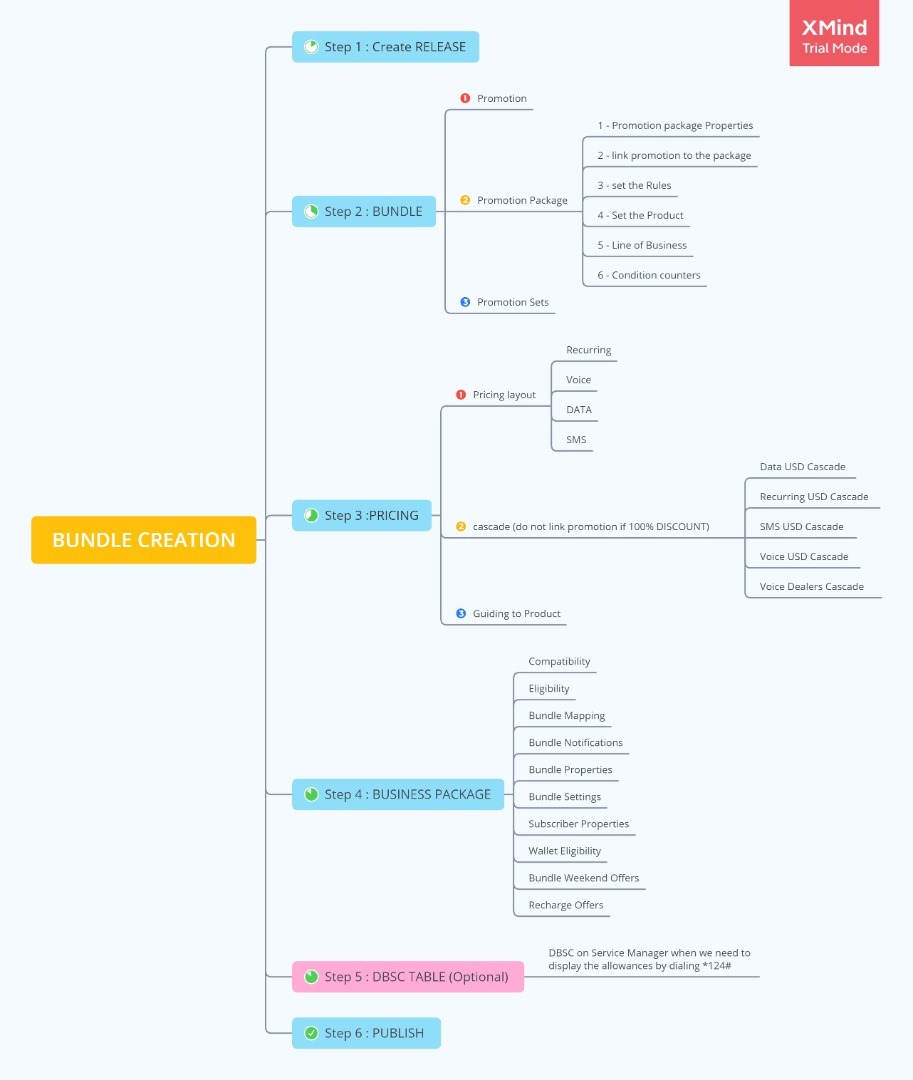 XMind
Trial Mode
Step 1 : Create RELEASE
1 Promotion
1 - Promotion package Properties
2 - link promotion to the package
3 - set the Rules
2 Promotion Package
Step 2 : BUNDLE
4 - Set the Product
5 - Line of Business
6 - Condition counters
3 Promotion Sets
Recurring
Voice
1 Pricing layout
DATA
SMS
Data USD Cascade
Recurring USD Cascade
Step 3 :PRICING
2 cascade (do not link promotion if 100% DISCOUNT)
SMS USD Cascade
BUNDLE CREATION
Voice USD Cascade
Voice Dealers Cascade
3 Guiding to Product
Compatibility
Eligibility
Bundle Mapping
Bundle Notifications
Bundle Properties
Step 4 : BUSINESS PACKAGE
Bundle Settings
Subscriber Properties
Wallet Eligibility
Bundle Weekend Offers
Recharge Offers
Step 5 : DBSC TABLE (Optional)
DBSC on Service Manager when we need to
display the allowances by dialing *124#
Step 6 : PUBLISH